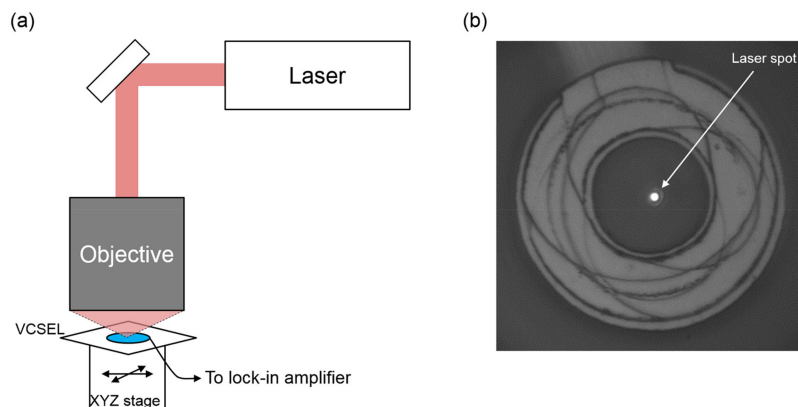 (a)
Laser
Objective
VCSEL
To lock-in amplifier
XYZ stage
(b)
Laser spot